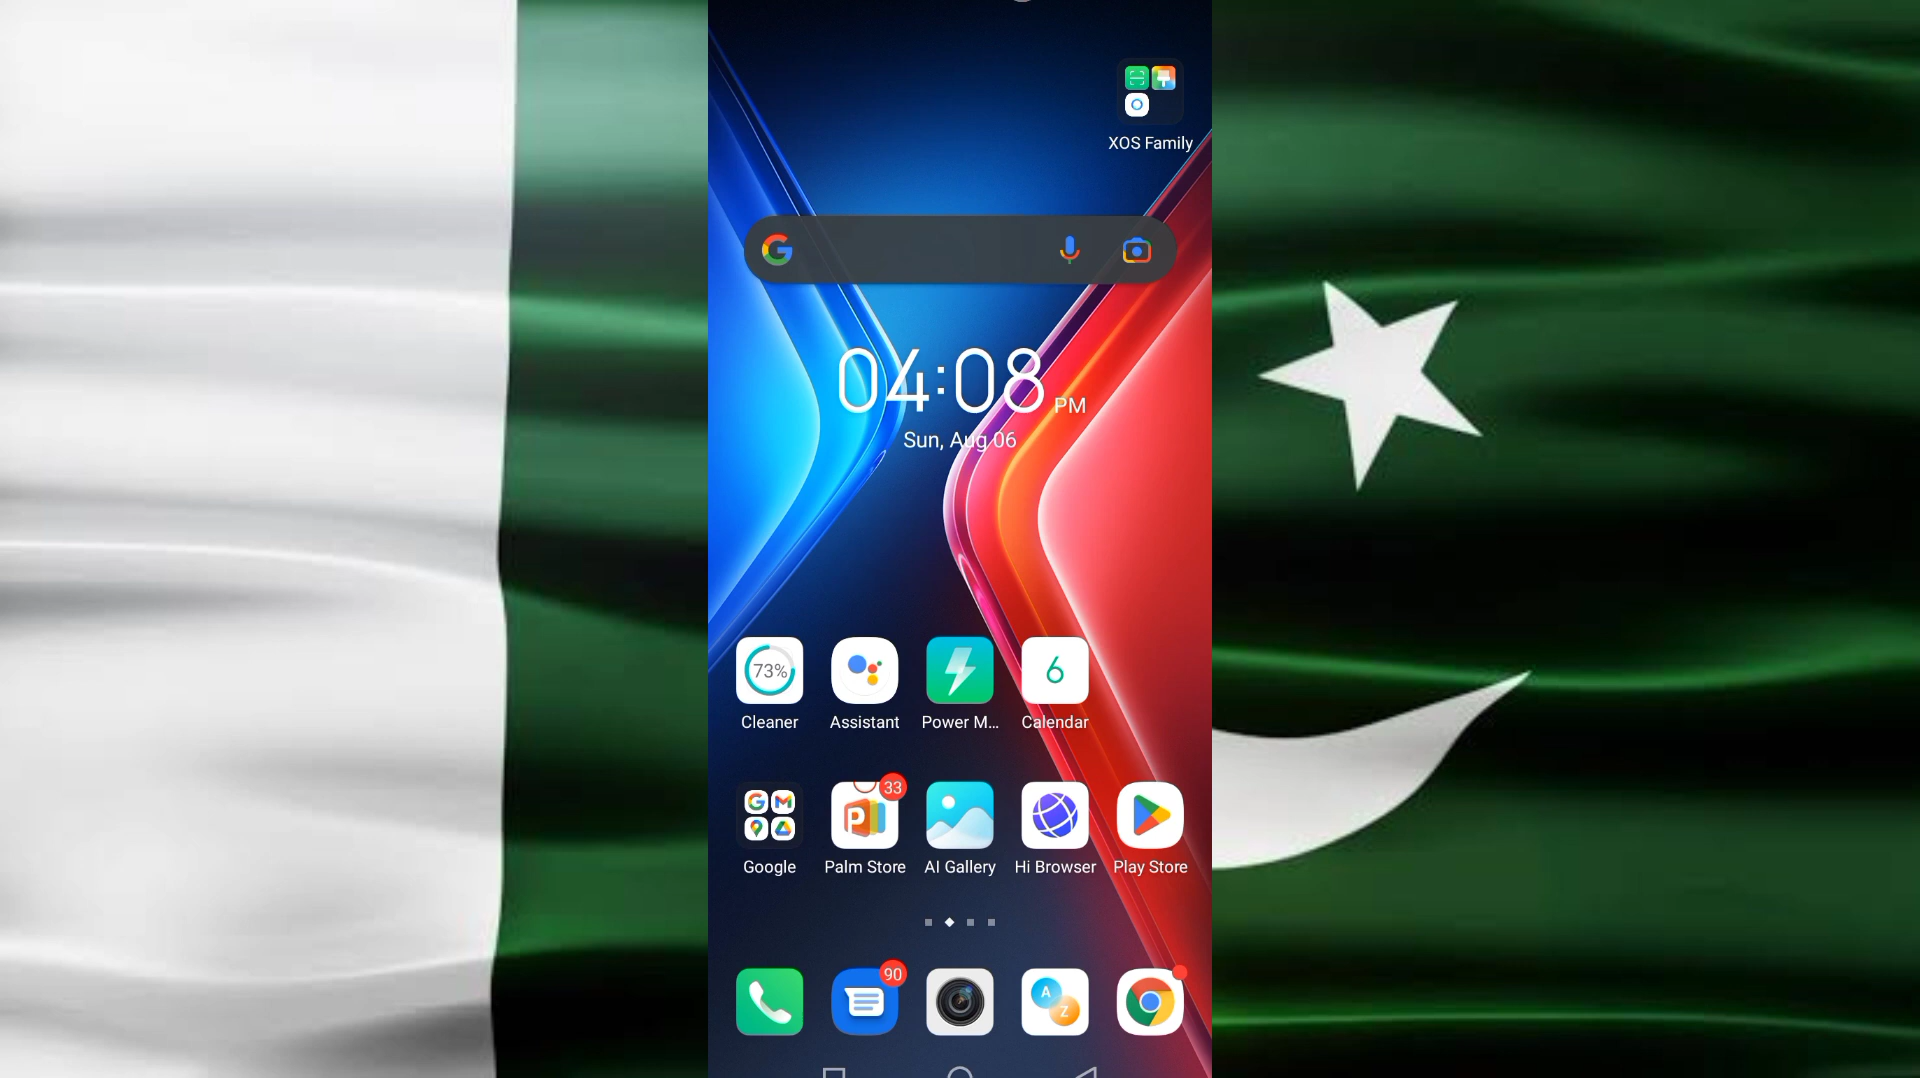 XOS Family
04:08 PM
Sun, Aug 06
73%
6
Cleaner
Assistant
Power M...
Calendar
33
Google
Palm Store
AI Gallery
Hi Browser
Play Store
90
A
Z